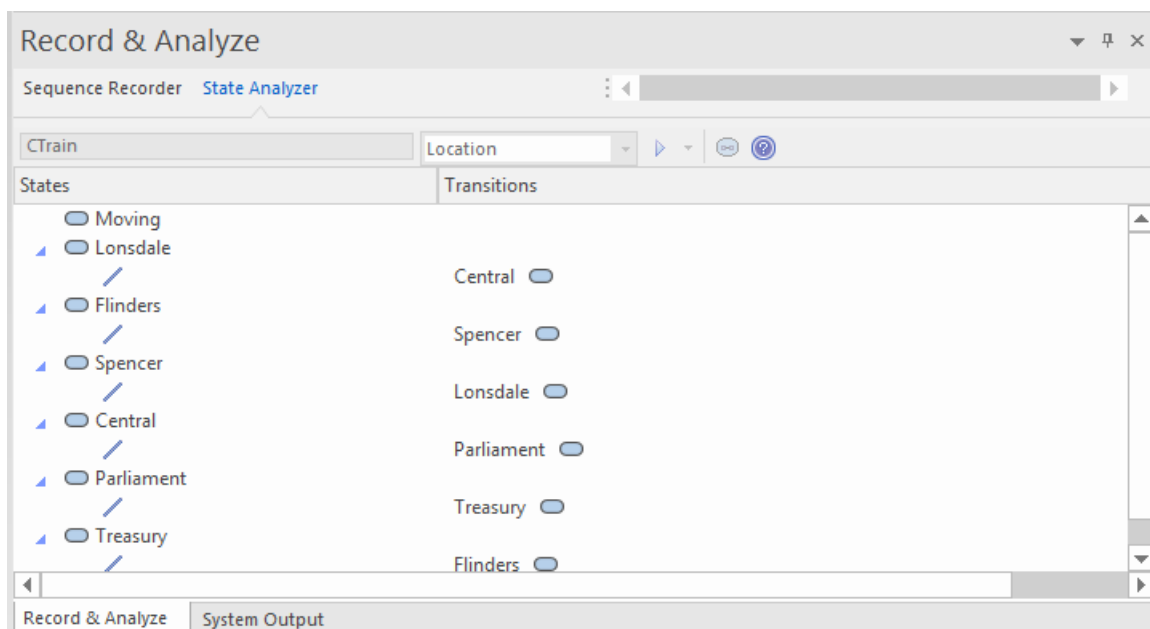 Record & Analyze
Sequence Recorder State Analyzer
CTrain Location
States Transitions
Moving
Lonsdale
Central
Flinders
Spencer
Spencer
Lonsdale
Central
Parliament
Parliament
Treasury
Treasury
Flinders
Record & Analyze System Output